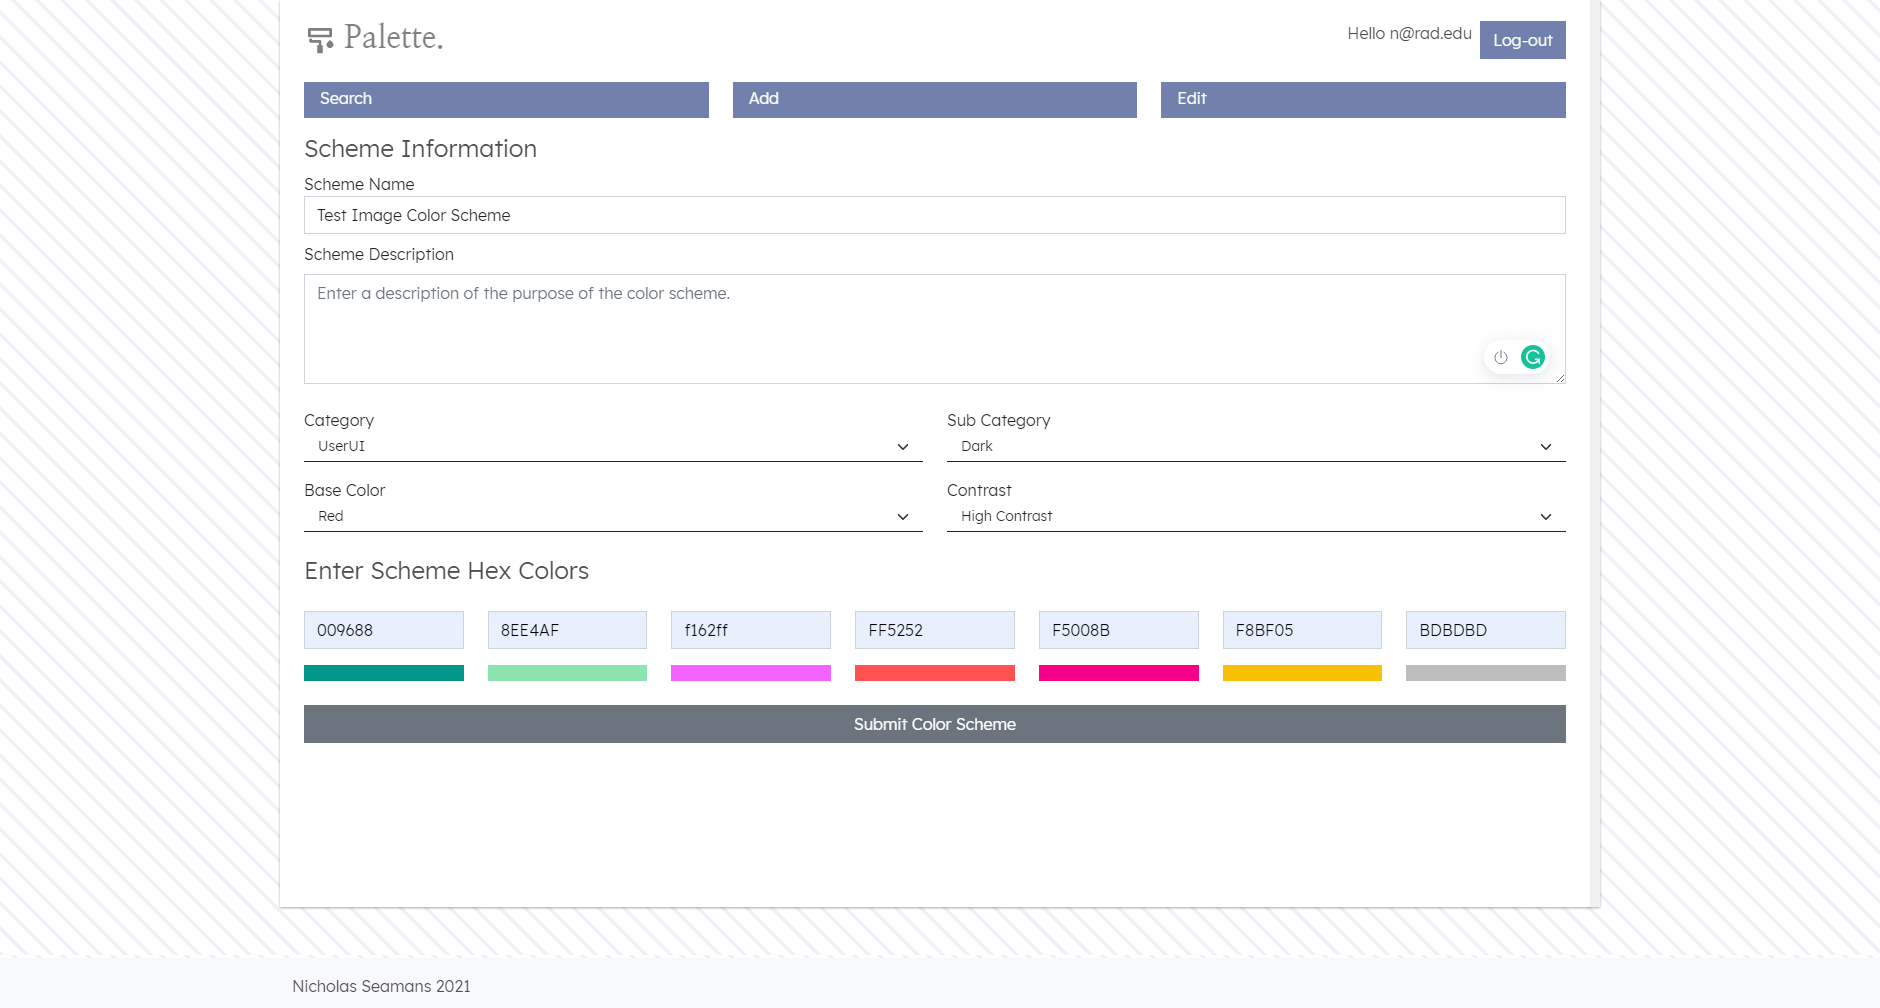 Palette.
Hello n@rad.edu Log-out
Search Add Edit
Scheme Information
Scheme Name
Test Image Color Scheme
Scheme Description
Enter a description of the purpose of the color scheme.
Category Sub Category
UserUI Dark
Base Color Contrast
Red High Contrast
Enter Scheme Hex Colors
009688 8EE4AF f162ff FF5252 F5008B F8BF05 BDBDBD
Submit Color Scheme
Nicholas Seamans 2021